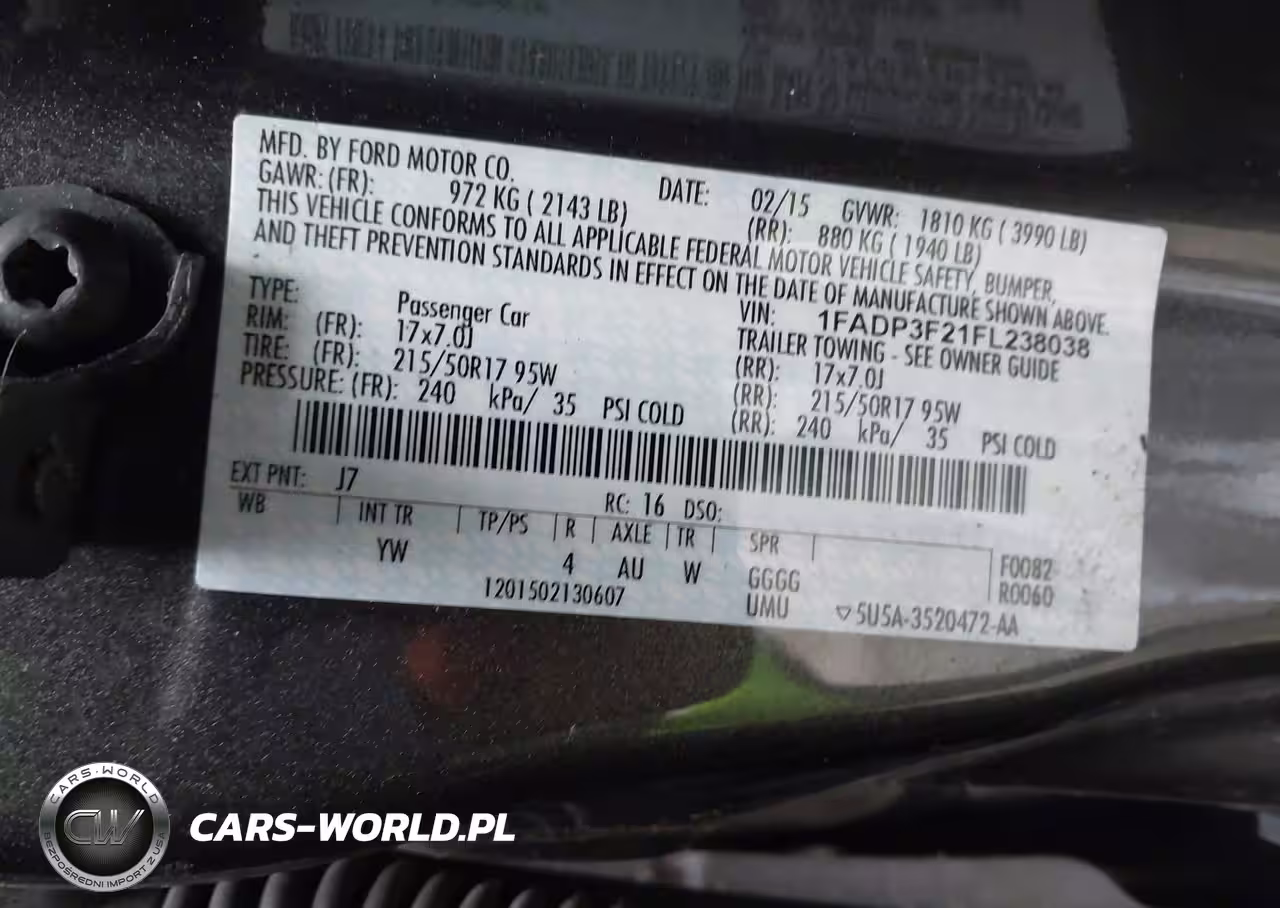 MFD. BY FORD MOTOR CO.
DATE: 02/15 GVWR: 1810 KG ( 3990 LB)
GAWR: (FR): 972 KG ( 2143 LB) (RR): 880 KG ( 1940 LB)
THIS VEHICLE CONFORMS TO ALL APPLICABLE FEDERAL MOTOR VEHICLE SAFETY, BUMPER,
AND THEFT PREVENTION STANDARDS IN EFFECT ON THE DATE OF MANUFACTURE SHOWN ABOVE.
VIN: 1FADP3F21FL238038
TYPE: Passenger Car TRAILER TOWING - SEE OWNER GUIDE
RIM: (FR): 17x7.0J (RR): 17x7.0J
TIRE: (FR): 215/50R17 95W (RR): 215/50R17 95W
PRESSURE: (FR): 240 kPa/ 35 PSI COLD (RR): 240 kPa/ 35 PSI COLD
EXT PNT: J7 RC: 16 DSO:
WB INT TR TP/PS R AXLE TR SPR F0082
YW 4 AU W GGGG R0060
1201502130607 UMU ▽5U5A-3520472-AA
CARS-WORLD
CW
BEZPOŚREDNI IMPORT Z USA
CARS-WORLD.PL